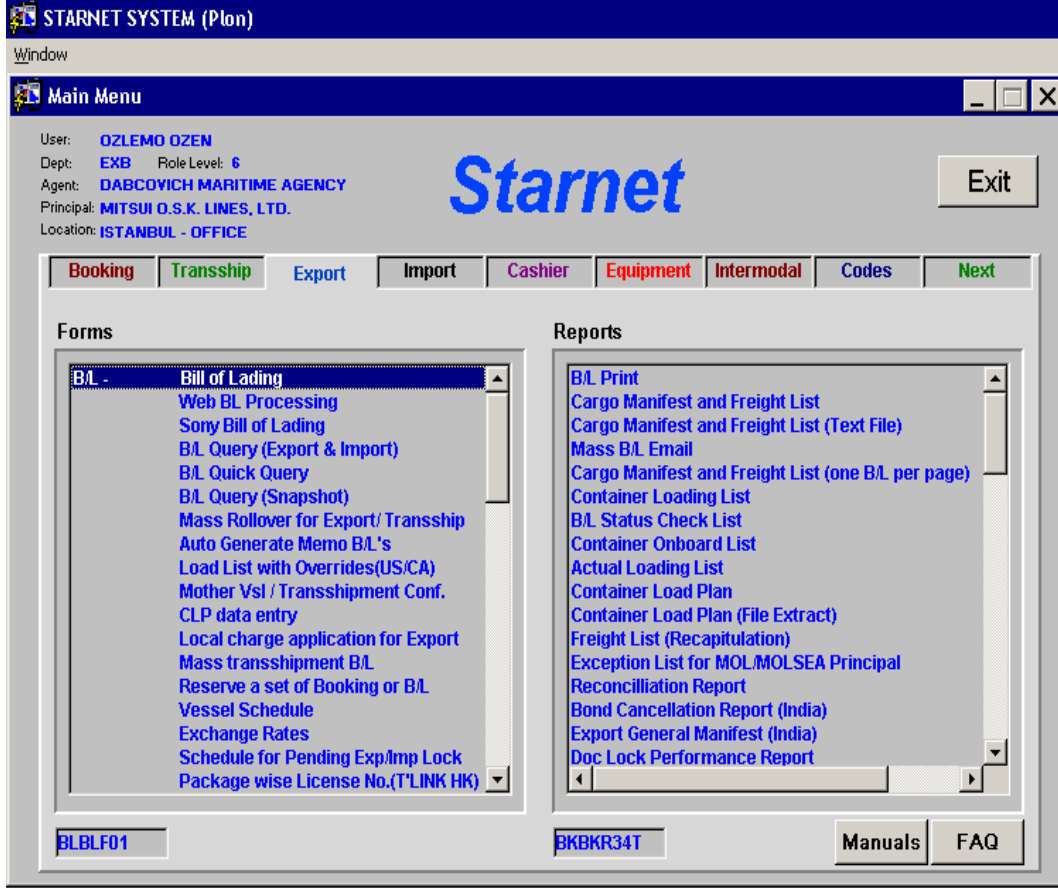 STARNET SYSTEM (Plon)
Window
Main Menu
User: OZLEMO OZEN
Dept: EXB Role Level: 6
Agent: DABCOVICH MARITIME AGENCY
Principal: MITSUI O.S.K. LINES, LTD.
Location: ISTANBUL - OFFICE
Starnet
Exit
Booking Transship Export Import Cashier Equipment Intermodal Codes Next
Forms
B/L - Bill of Lading
Web BL Processing
Sony Bill of Lading
B/L Query (Export & Import)
B/L Quick Query
B/L Query (Snapshot)
Mass Rollover for Export/ Transship
Auto Generate Memo B/L's
Load List with Overrides(US/CA)
Mother Vsl / Transshipment Conf.
CLP data entry
Local charge application for Export
Mass transshipment B/L
Reserve a set of Booking or B/L
Vessel Schedule
Exchange Rates
Schedule for Pending Exp/Imp Lock
Package wise License No.(T'LINK HK)
BLBLF01
Reports
B/L Print
Cargo Manifest and Freight List
Cargo Manifest and Freight List (Text File)
Mass B/L Email
Cargo Manifest and Freight List (one B/L per page)
Container Loading List
B/L Status Check List
Container Onboard List
Actual Loading List
Container Load Plan
Container Load Plan (File Extract)
Freight List (Recapitulation)
Exception List for MOL/MOLSEA Principal
Reconcilliation Report
Bond Cancellation Report (India)
Export General Manifest (India)
Doc Lock Performance Report
BKBKR34T
Manuals
FAQ